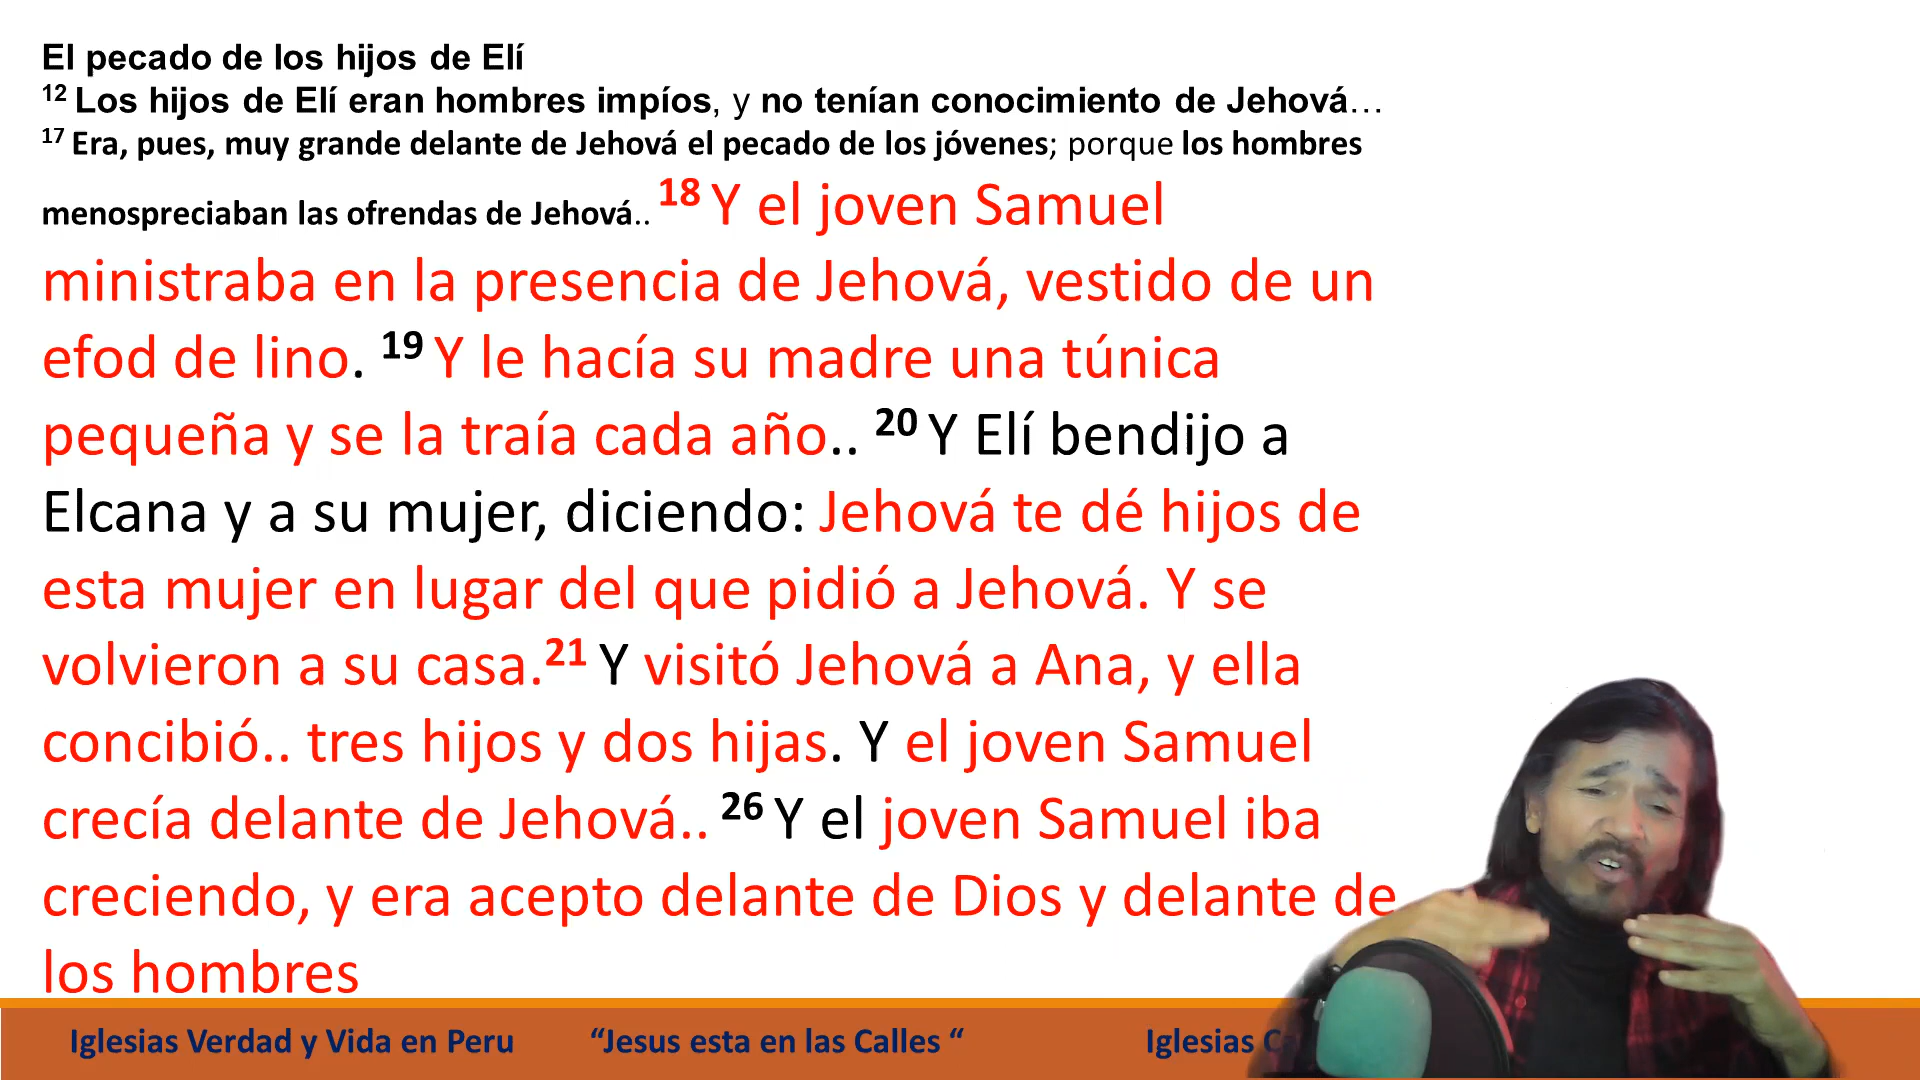 El pecado de los hijos de Elí
12 Los hijos de Elí eran hombres impíos, y no tenían conocimiento de Jehová…
17 Era, pues, muy grande delante de Jehová el pecado de los jóvenes; porque los hombres
menospreciaban las ofrendas de Jehová.. 18 Y el joven Samuel
ministraba en la presencia de Jehová, vestido de un
efod de lino. 19 Y le hacía su madre una túnica
pequeña y se la traía cada año.. 20 Y Elí bendijo a
Elcana y a su mujer, diciendo: Jehová te dé hijos de
esta mujer en lugar del que pidió a Jehová. Y se
volvieron a su casa.21 Y visitó Jehová a Ana, y ella
concibió.. tres hijos y dos hijas. Y el joven Samuel
crecía delante de Jehová.. 26 Y el joven Samuel iba
creciendo, y era acepto delante de Dios y delante de
los hombres
Iglesias Verdad y Vida en Peru “Jesus esta en las Calles “ Iglesias